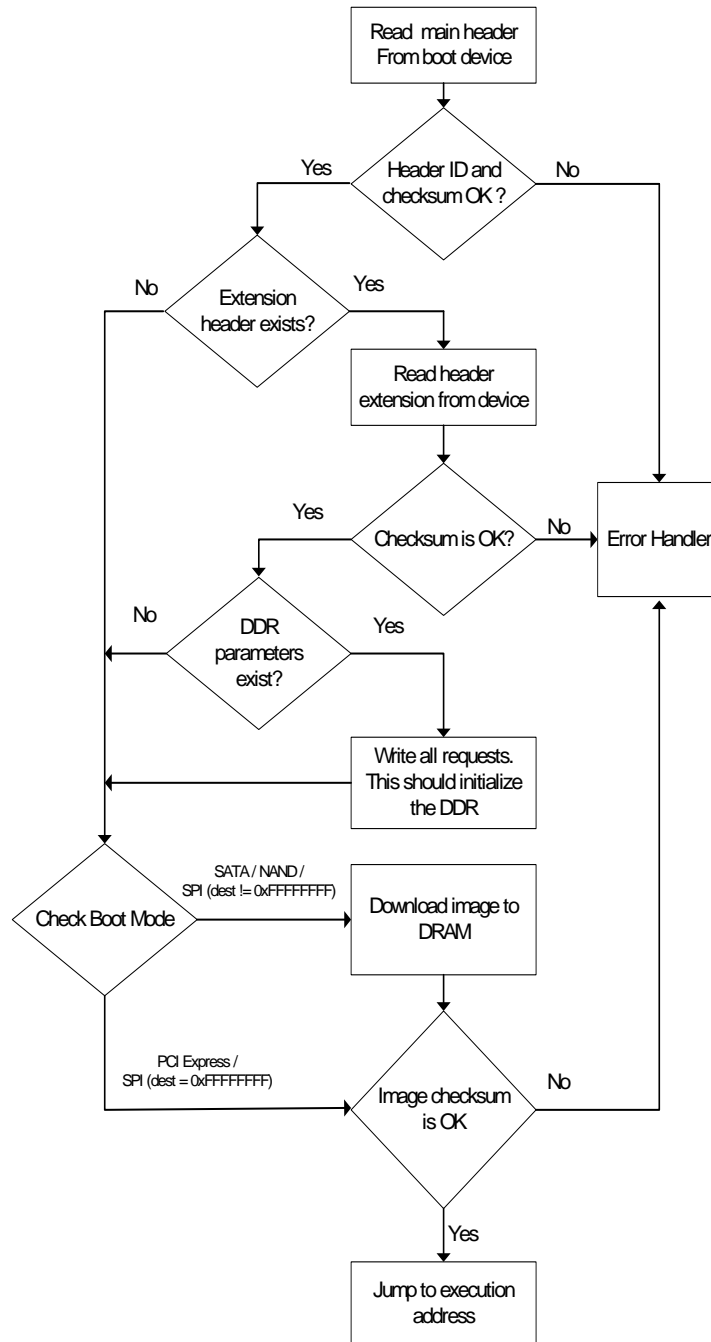 Read main header
From boot device
Yes
Header ID and
checksum OK ?
No
No
Extension
header exists?
Yes
Read header
extension from device
Yes
Checksum is OK?
No
Error Handler
No
DDR
parameters
exist?
Yes
Write all requests.
This should initialize
the DDR
Check Boot Mode
SATA / NAND /
SPI (dest != 0xFFFFFFFF)
Download image to
DRAM
PCI Express /
SPI (dest = 0xFFFFFFFF)
Image checksum
is OK
No
Yes
Jump to execution
address